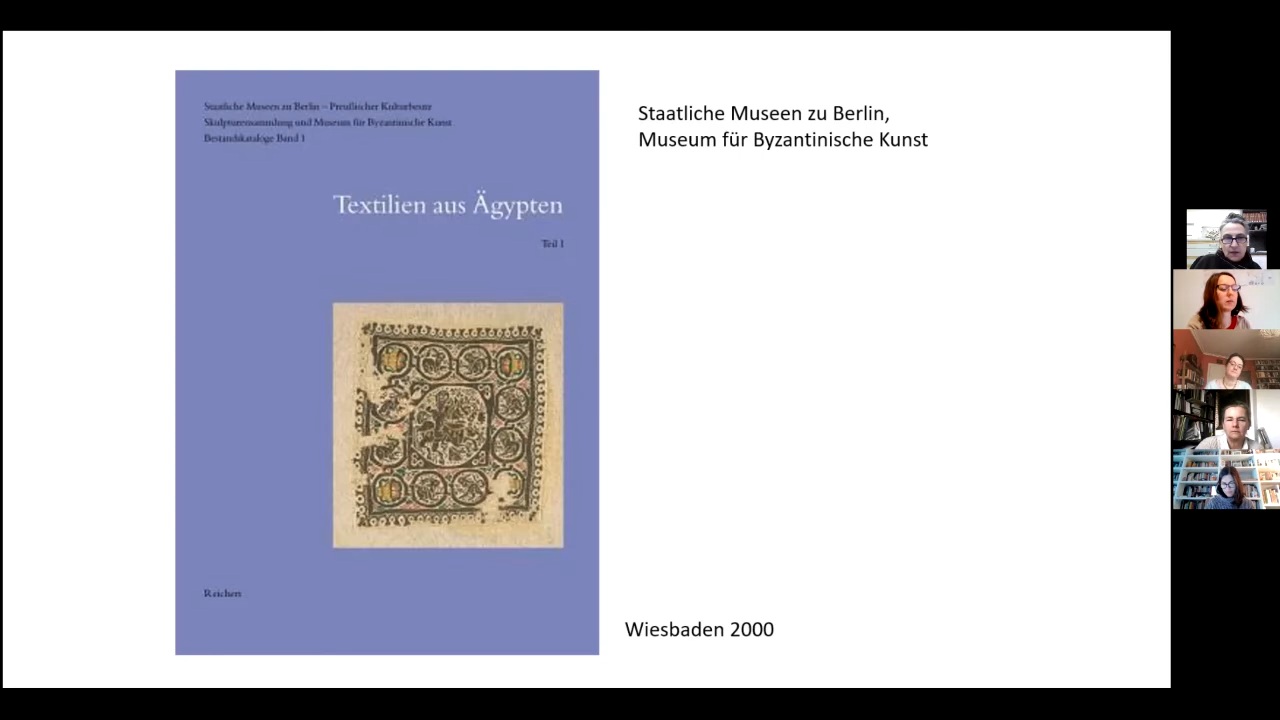 Staatliche Museen zu Berlin – Preußischer Kulturbesitz
Skulpturensammlung und Museum für Byzantinische Kunst
Bestandskataloge Band 1
Textilien aus Ägypten
Teil 1
Reichert
Staatliche Museen zu Berlin,
Museum für Byzantinische Kunst
Wiesbaden 2000